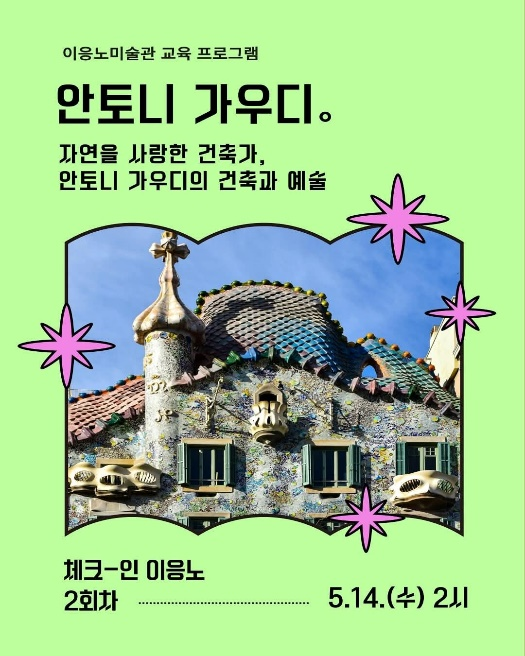 이응노미술관 교육 프로그램
안토니 가우디。
자연을 사랑한 건축가,
안토니 가우디의 건축과 예술
체크-인 이응노
2회차 5.14.(수) 2시